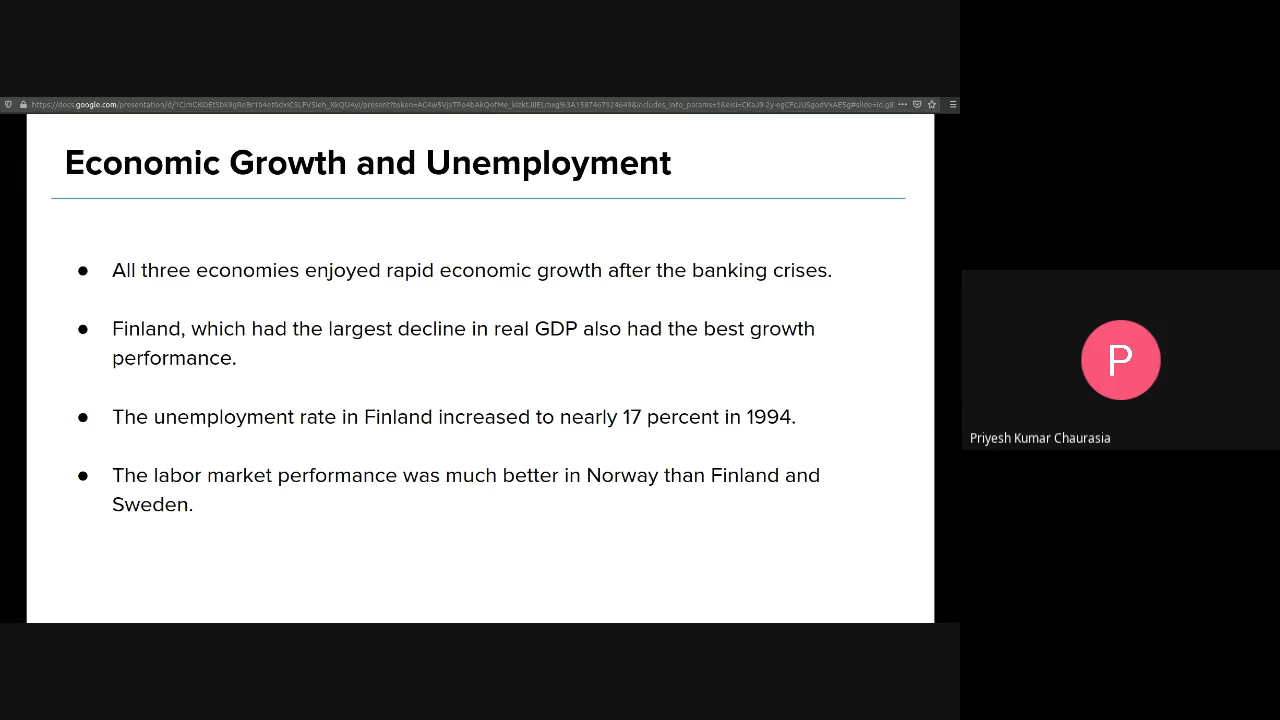 Economic Growth and Unemployment
● All three economies enjoyed rapid economic growth after the banking crises.
● Finland, which had the largest decline in real GDP also had the best growth
performance.
● The unemployment rate in Finland increased to nearly 17 percent in 1994.
● The labor market performance was much better in Norway than Finland and
Sweden.
P
Priyesh Kumar Chaurasia